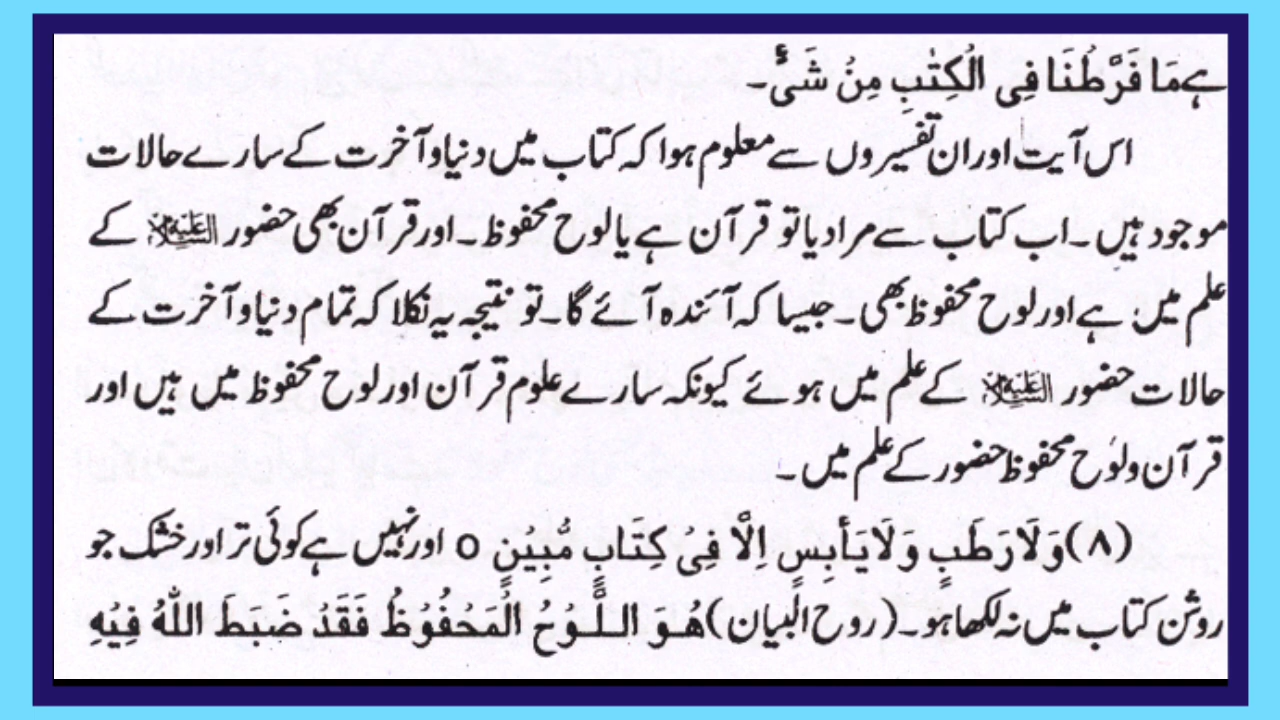 ہے مَا فَرَّطْنَا فِی الْكِتٰبِ مِنْ شَیْءٍ۔
اس آیت اور ان تفسیروں سے معلوم ہوا کہ کتاب میں دنیا و آخرت کے سارے حالات
موجود ہیں۔ اب کتاب سے مراد یا تو قرآن ہے یا لوح محفوظ۔ اور قرآن بھی حضور علیہ السلام کے
علم میں ہے اور لوح محفوظ بھی۔ جیسا کہ آئندہ آئے گا۔ تو نتیجہ یہ نکلا کہ تمام دنیا و آخرت کے
حالات حضور علیہ السلام کے علم میں ہوئے کیونکہ سارے علوم قرآن اور لوح محفوظ میں ہیں اور
قرآن و لوح محفوظ حضور کے علم میں۔
(۸) وَلَا رَطَبٍ وَلَا یَأبِسٍ اِلَّا فِیْ كِتَابٍ مُّبِیْنٍ o اور نہیں ہے کوئی تر اور خشک جو
روشن کتاب میں نہ لکھا ہو۔ (روح البیان) هُوَ اللَّوْحُ الْمَحْفُوْظُ فَقَدْ ضَبَطَ اللّٰهُ فِیْهِ